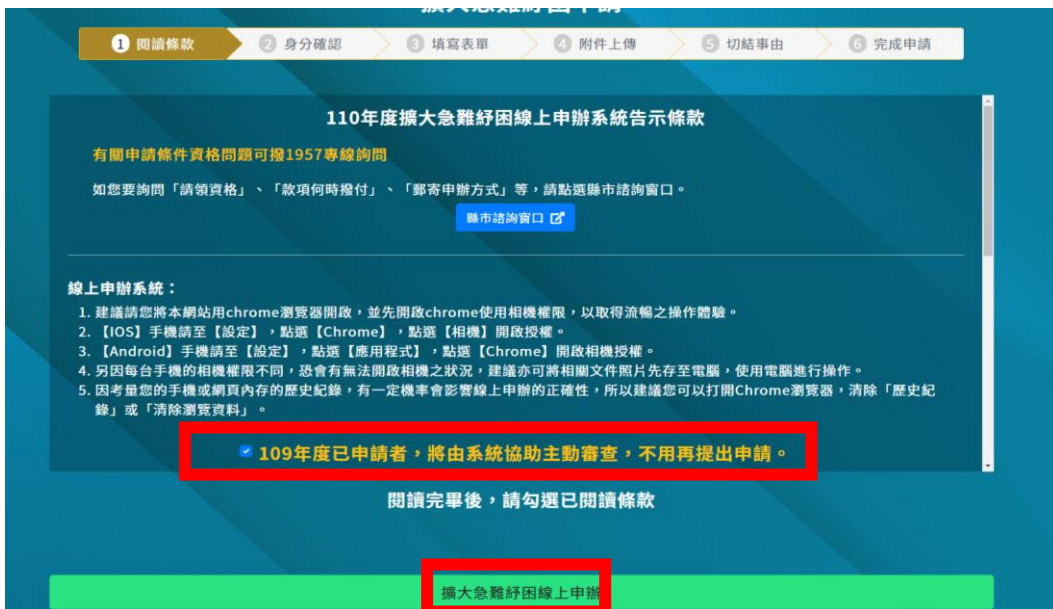 擴大急難紓困申請
1 閱讀條款
2 身分確認
3 填寫表單
4 附件上傳
5 切結事由
6 完成申請
110年度擴大急難紓困線上申辦系統告示條款
有關申請條件資格問題可撥1957專線詢問
如您要詢問「請領資格」、「款項何時撥付」、「郵寄申辦方式」等，請點選縣市諮詢窗口。
縣市諮詢窗口
線上申辦系統：
1. 建議請您將本網站用chrome瀏覽器開啟，並先開啟chrome使用相機權限，以取得流暢之操作體驗。
2. 【IOS】手機請至【設定】，點選【Chrome】，點選【相機】開啟授權。
3. 【Android】手機請至【設定】，點選【應用程式】，點選【Chrome】開啟相機授權。
4. 另因每台手機的相機權限不同，恐會有無法開啟相機之狀況，建議亦可將相關文件照片先存至電腦，使用電腦進行操作。
5. 因考量您的手機或網頁內存的歷史紀錄，有一定機率會影響線上申辦的正確性，所以建議您可以打開Chrome瀏覽器，清除「歷史紀
錄」或「清除瀏覽資料」。
109年度已申請者，將由系統協助主動審查，不用再提出申請。
閱讀完畢後，請勾選已閱讀條款
擴大急難紓困線上申辦